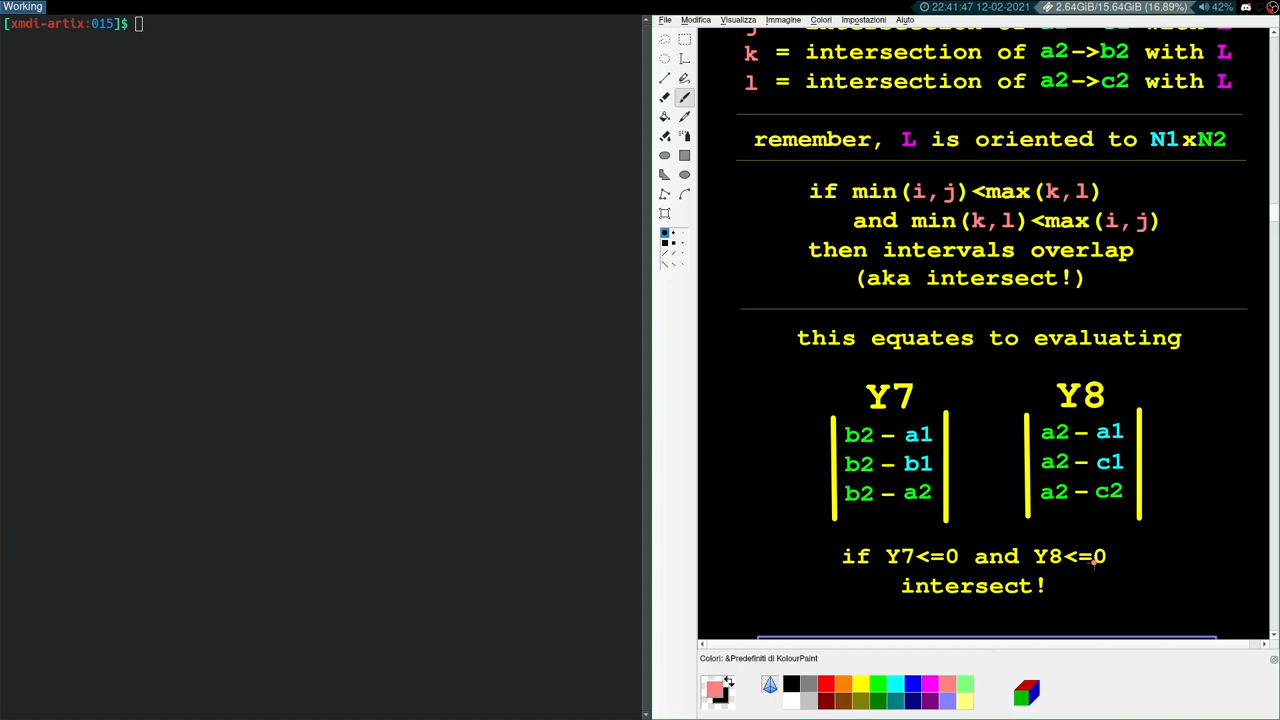 Working
22:41:47 12-02-2021 2.64GiB/15.64GiB (16.89%) 42%
[xmdi-artix:015]$
File Modifica Visualizza Immagine Colori Impostazioni Aiuto
k = intersection of a2->b2 with L
l = intersection of a2->c2 with L
remember, L is oriented to N1xN2
if min(i,j)<max(k,l)
and min(k,l)<max(i,j)
then intervals overlap
(aka intersect!)
this equates to evaluating
Y7 Y8
b2 - a1 a2 - a1
b2 - b1 a2 - c1
b2 - a2 a2 - c2
if Y7<=0 and Y8<=0
intersect!
Colori: &Predefiniti di KolourPaint